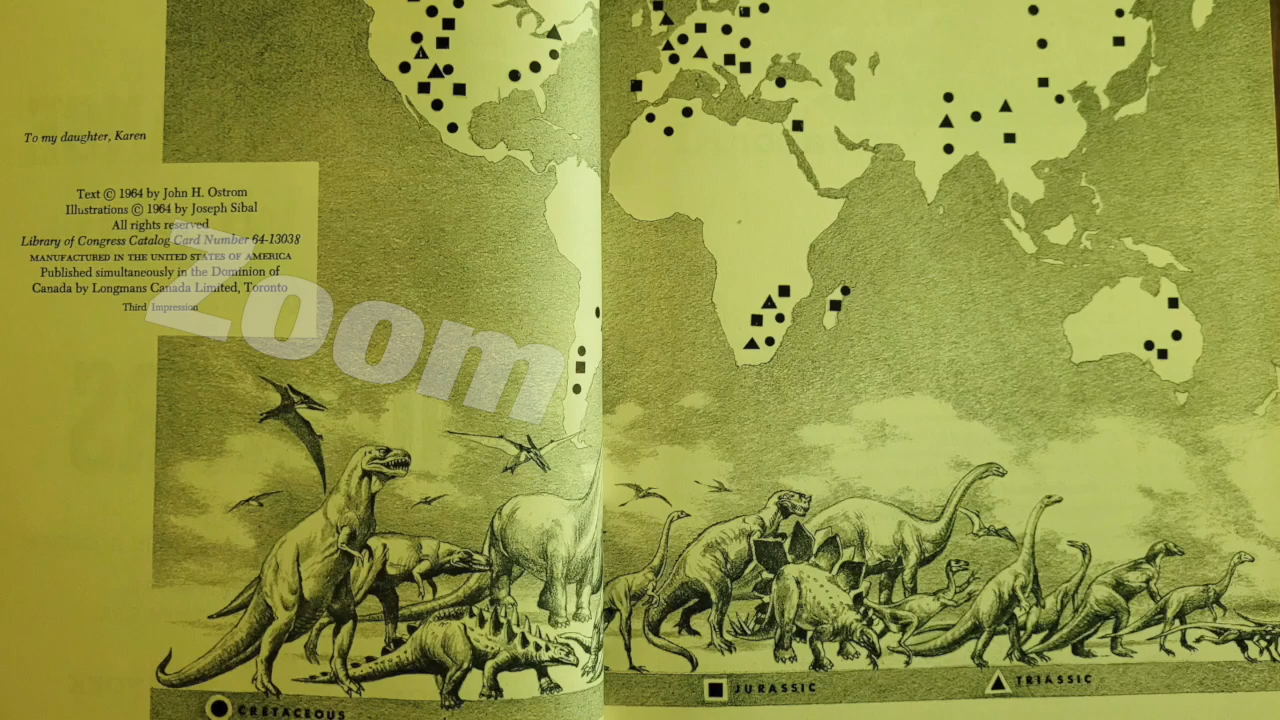 To my daughter, Karen
Text © 1964 by John H. Ostrom
Illustrations © 1964 by Joseph Sibal
All rights reserved
Library of Congress Catalog Card Number 64-13038
MANUFACTURED IN THE UNITED STATES OF AMERICA
Published simultaneously in the Dominion of
Canada by Longmans Canada Limited, Toronto
Third Impression
Zoom
CRETACEOUS
JURASSIC
TRIASSIC